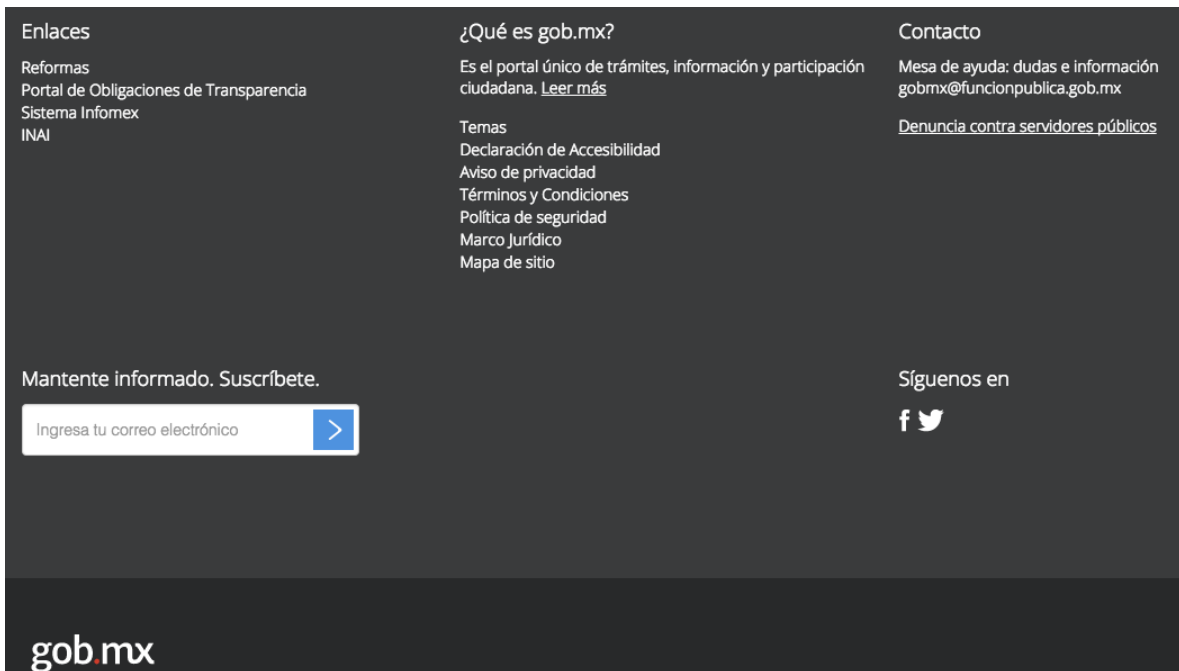 Enlaces
Reformas
Portal de Obligaciones de Transparencia
Sistema Infomex
INAI
¿Qué es gob.mx?
Es el portal único de trámites, información y participación
ciudadana. Leer más
Temas
Declaración de Accesibilidad
Aviso de privacidad
Términos y Condiciones
Política de seguridad
Marco Jurídico
Mapa de sitio
Contacto
Mesa de ayuda: dudas e información
gobmx@funcionpublica.gob.mx
Denuncia contra servidores públicos
Mantente informado. Suscríbete.
Ingresa tu correo electrónico
Síguenos en
gob.mx